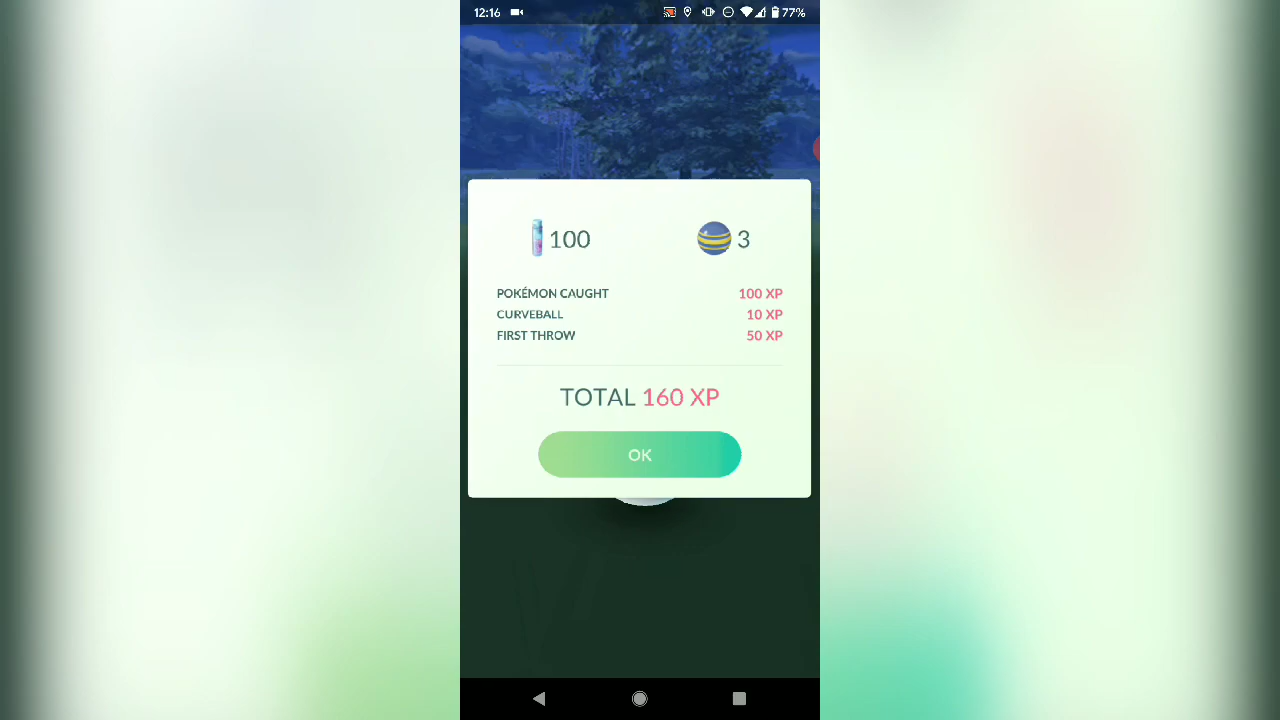 12:16 77%
100 3
POKÉMON CAUGHT 100 XP
CURVEBALL 10 XP
FIRST THROW 50 XP
TOTAL 160 XP
OK